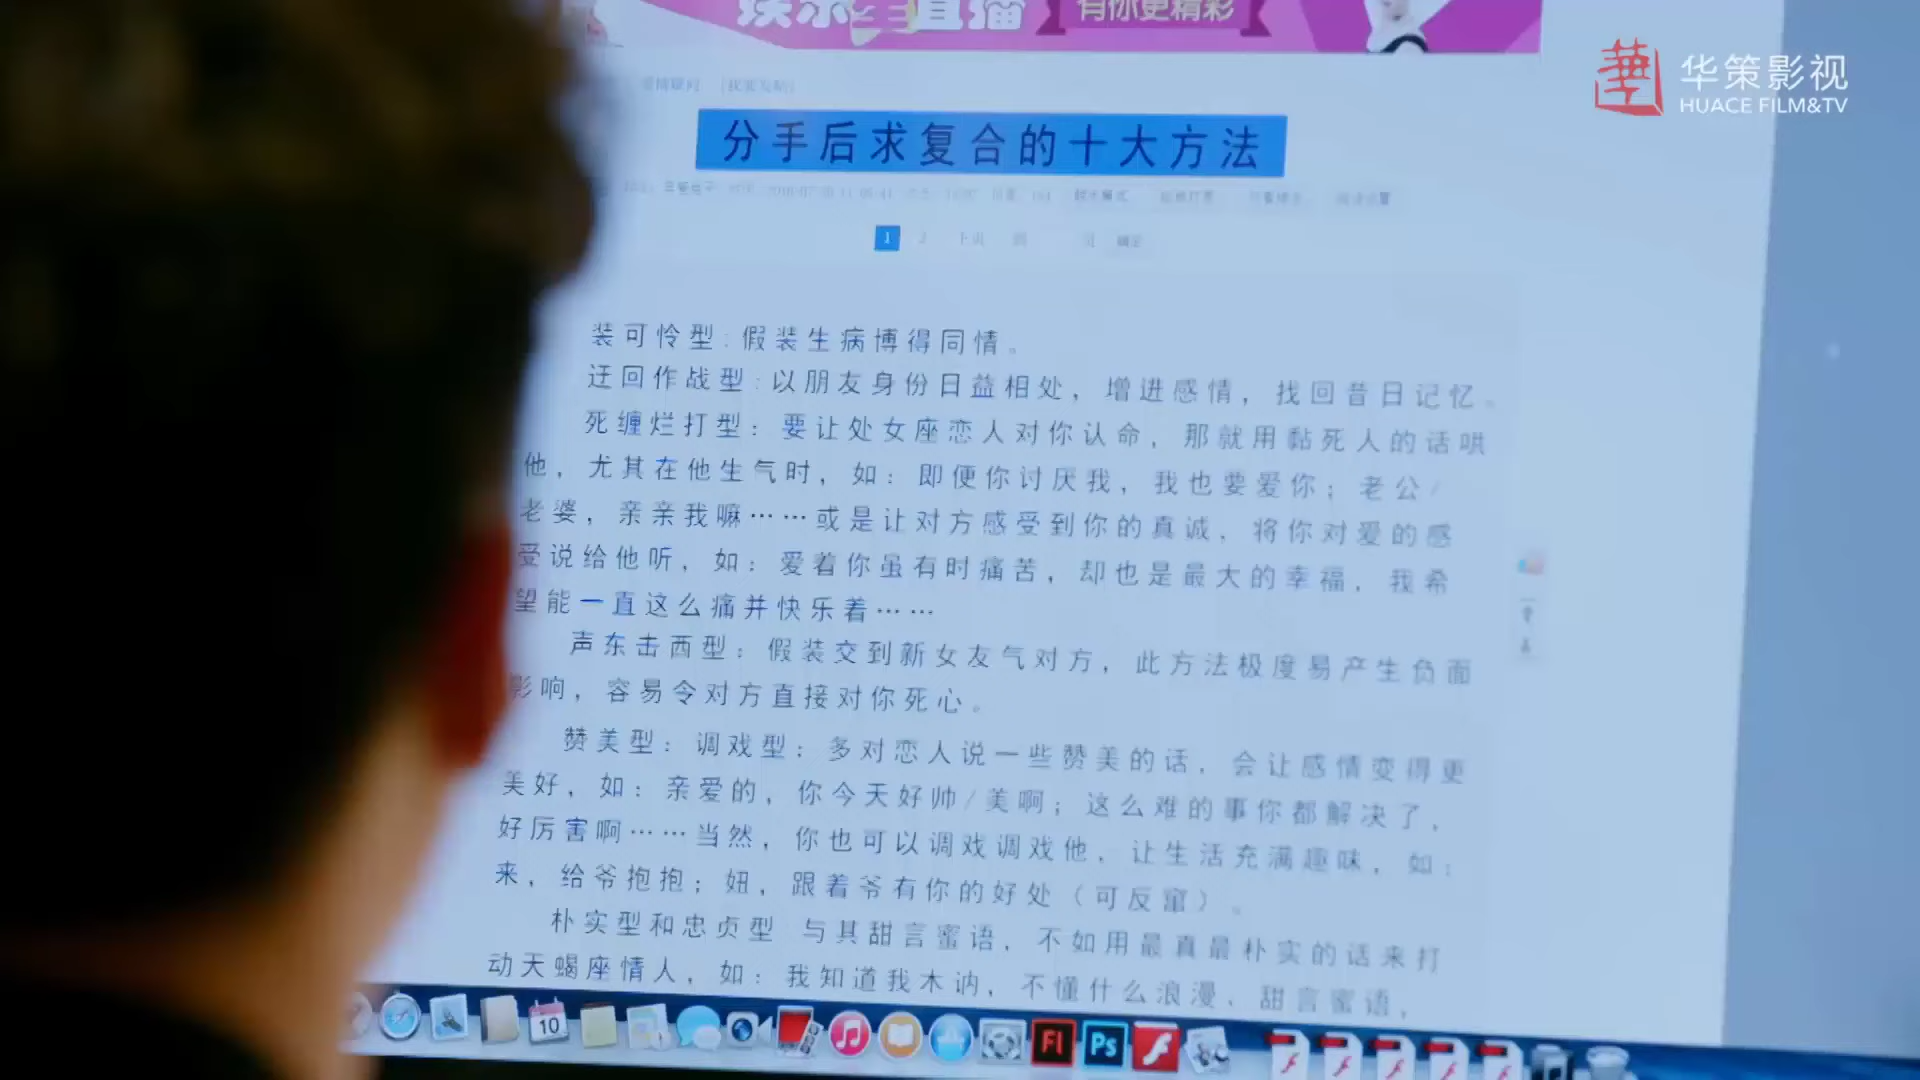 娱乐 直播 有你更精彩
华策影视
HUACE FILM&TV
分手后求复合的十大方法
1 2 下页
装可怜型:假装生病博得同情。
迂回作战型:以朋友身份日益相处，增进感情，找回昔日记忆。
死缠烂打型：要让处女座恋人对你认命，那就用黏死人的话哄
他，尤其在他生气时，如：即便你讨厌我，我也要爱你；老公/
老婆，亲亲我嘛……或是让对方感受到你的真诚，将你对爱的感
受说给他听，如：爱着你虽有时痛苦，却也是最大的幸福，我希
望能一直这么痛并快乐着……
声东击西型：假装交到新女友气对方，此方法极度易产生负面
影响，容易令对方直接对你死心。
赞美型：调戏型：多对恋人说一些赞美的话，会让感情变得更
美好，如：亲爱的，你今天好帅/美啊；这么难的事你都解决了，
好厉害啊……当然，你也可以调戏调戏他，让生活充满趣味，如：
来，给爷抱抱；妞，跟着爷有你的好处（可反窜）。
朴实型和忠贞型 与其甜言蜜语，不如用最真最朴实的话来打
动天蝎座情人，如：我知道我木讷，不懂什么浪漫、甜言蜜语，
10
Fl
Ps